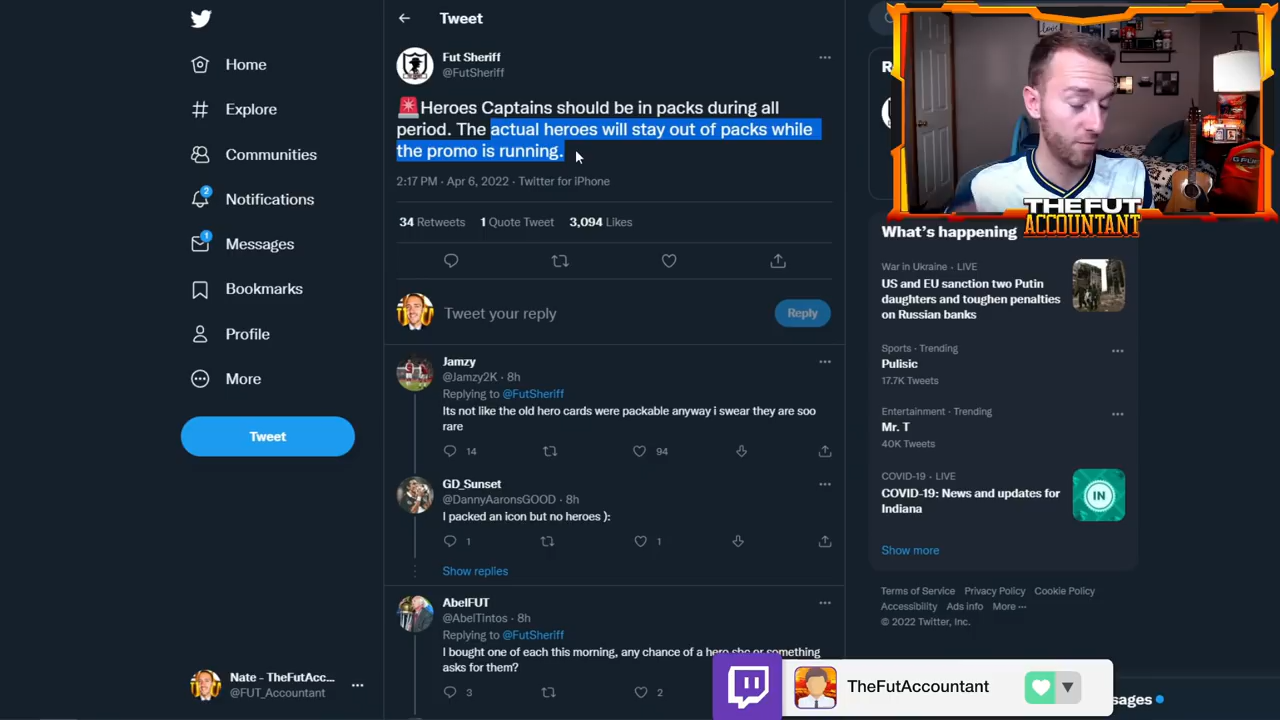 Home
Explore
Communities
2
Notifications
1
Messages
Bookmarks
Profile
More
Tweet
Nate - TheFutAcc...
@FUT_Accountant
Tweet
Fut Sheriff
@FutSheriff
🚨Heroes Captains should be in packs during all
period. The actual heroes will stay out of packs while
the promo is running.
2:17 PM · Apr 6, 2022 · Twitter for iPhone
34 Retweets 1 Quote Tweet 3,094 Likes
Tweet your reply
Reply
Jamzy
@Jamzy2K · 8h
Replying to @FutSheriff
Its not like the old hero cards were packable anyway i swear they are soo
rare
14 94
GD_Sunset
@DannyAaronsGOOD · 8h
I packed an icon but no heroes ):
1 1
Show replies
AbelFUT
@AbelTintos · 8h
Replying to @FutSheriff
I bought one of each this morning, any chance of a hero sbc or something
asks for them?
3 2
THE FUT
ACCOUNTANT
What's happening
War in Ukraine · LIVE
US and EU sanction two Putin
daughters and toughen penalties
on Russian banks
Sports · Trending
Pulisic
17.7K Tweets
Entertainment · Trending
Mr. T
40K Tweets
COVID-19 · LIVE
COVID-19: News and updates for
Indiana
IN
Show more
Terms of Service Privacy Policy Cookie Policy
Accessibility Ads info More ···
© 2022 Twitter, Inc.
TheFutAccountant